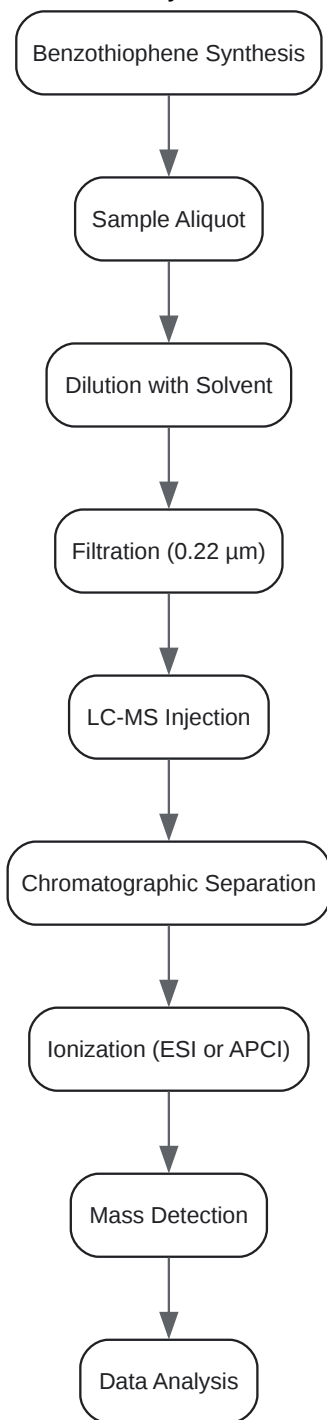 Benzothiophene Synthesis
Sample Aliquot
Dilution with Solvent
Filtration (0.22 µm)
LC-MS Injection
Chromatographic Separation
Ionization (ESI or APCI)
Mass Detection
Data Analysis